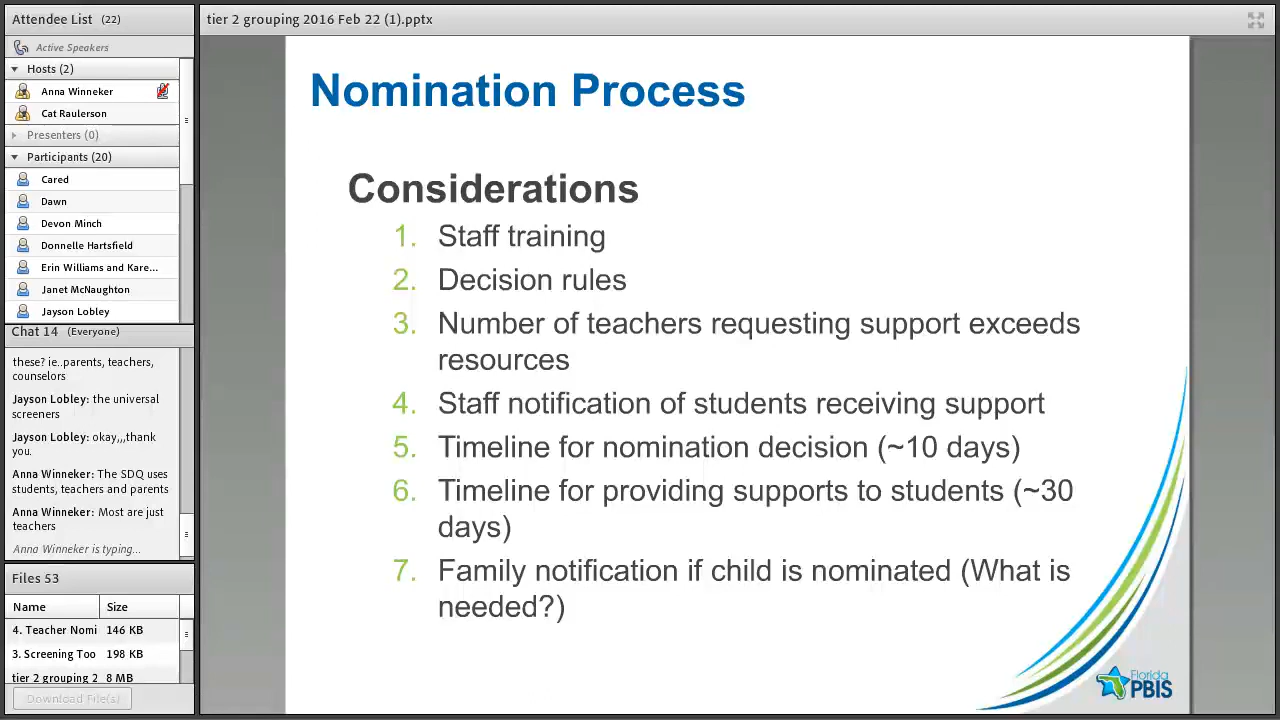 Attendee List (22)
Active Speakers
Hosts (2)
Anna Winneker
Cat Raulerson
Presenters (0)
Participants (20)
Cared
Dawn
Devon Minch
Donnelle Hartsfield
Erin Williams and Kare...
Janet McNaughton
Jayson Lobley
Chat 14 (Everyone)
these? ie..parents, teachers,
counselors
Jayson Lobley: the universal
screeners
Jayson Lobley: okay,,,thank
you.
Anna Winneker: The SDQ uses
students, teachers and parents
Anna Winneker: Most are just
teachers
Anna Winneker is typing...
Files 53
Name Size
4. Teacher Nomi 146 KB
3. Screening Too 198 KB
tier 2 grouping 2 8 MB
Download File(s)
tier 2 grouping 2016 Feb 22 (1).pptx
Nomination Process
Considerations
1. Staff training
2. Decision rules
3. Number of teachers requesting support exceeds
resources
4. Staff notification of students receiving support
5. Timeline for nomination decision (~10 days)
6. Timeline for providing supports to students (~30
days)
7. Family notification if child is nominated (What is
needed?)
Florida
PBIS